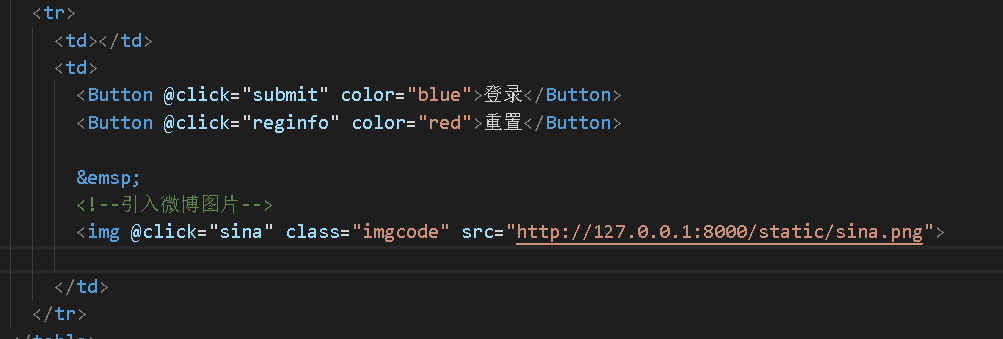 <tr>
<td></td>
<td>
<Button @click="submit" color="blue">登录</Button>
<Button @click="reginfo" color="red">重置</Button>
&emsp;
<!--引入微博图片-->
<img @click="sina" class="imgcode" src="http://127.0.0.1:8000/static/sina.png">
</td>
</tr>
</table>